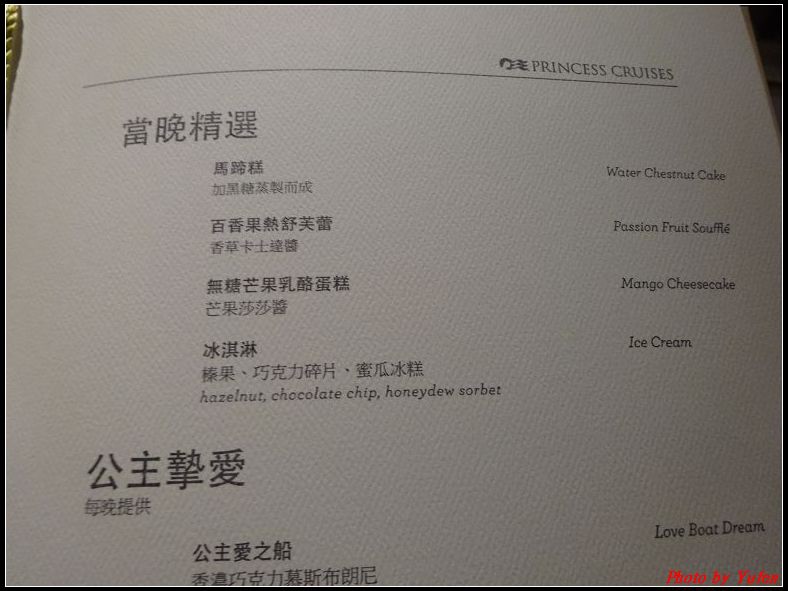 PRINCESS CRUISES
當晚精選
馬蹄糕 Water Chestnut Cake
加黑糖蒸製而成
百香果熱舒芙蕾 Passion Fruit Soufflé
香草卡士達醬
無糖芒果乳酪蛋糕 Mango Cheesecake
芒果莎莎醬
冰淇淋 Ice Cream
榛果、巧克力碎片、蜜瓜冰糕
hazelnut, chocolate chip, honeydew sorbet
公主摯愛
每晚提供
公主愛之船 Love Boat Dream
香濃巧克力慕斯布朗尼
Photo by Yulin